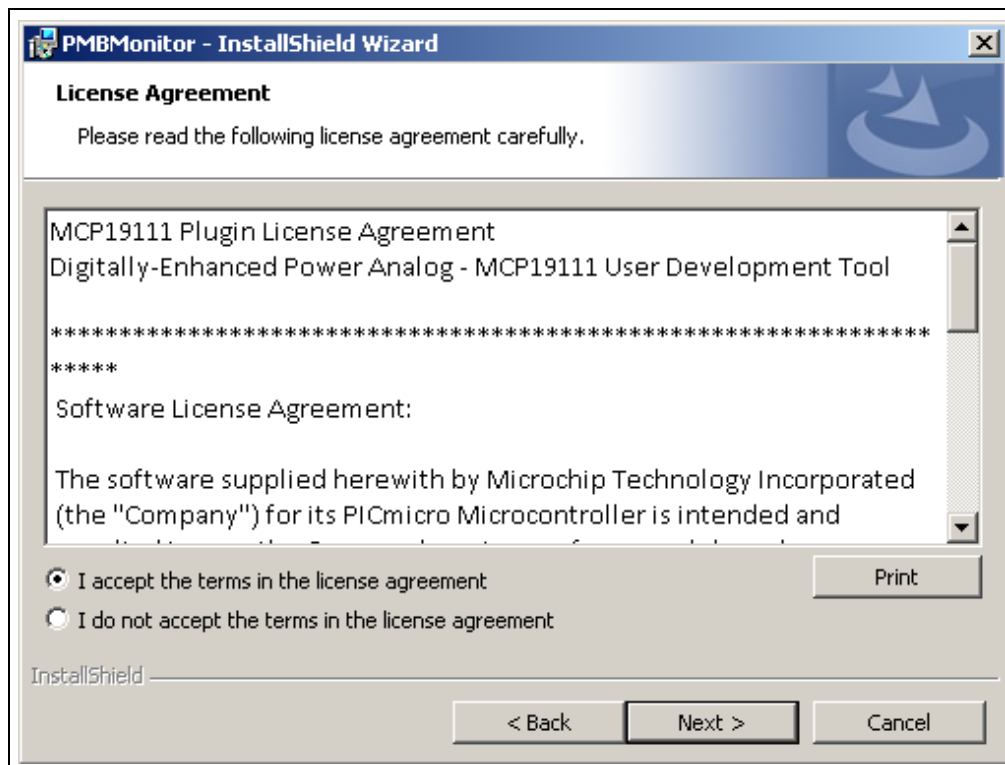 PMBMonitor - InstallShield Wizard
License Agreement
Please read the following license agreement carefully.
MCP19111 Plugin License Agreement
Digitally-Enhanced Power Analog - MCP19111 User Development Tool
*****************************************************************
*****
Software License Agreement:
The software supplied herewith by Microchip Technology Incorporated
(the "Company") for its PICmicro Microcontroller is intended and
I accept the terms in the license agreement
Print
I do not accept the terms in the license agreement
InstallShield
< Back
Next >
Cancel